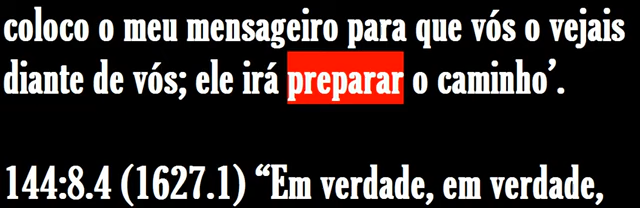 coloco o meu mensageiro para que vós o vejais
diante de vós; ele irá preparar o caminho’.
144:8.4 (1627.1) “Em verdade, em verdade,